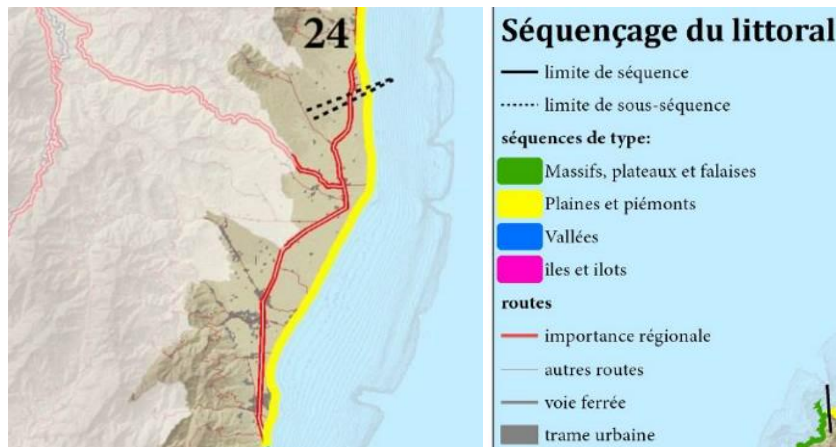 24
Séquençage du littoral
limite de séquence
limite de sous-séquence
séquences de type:
Massifs, plateaux et falaises
Plaines et piémonts
Vallées
îles et ilots
routes
importance régionale
autres routes
voie ferrée
trame urbaine